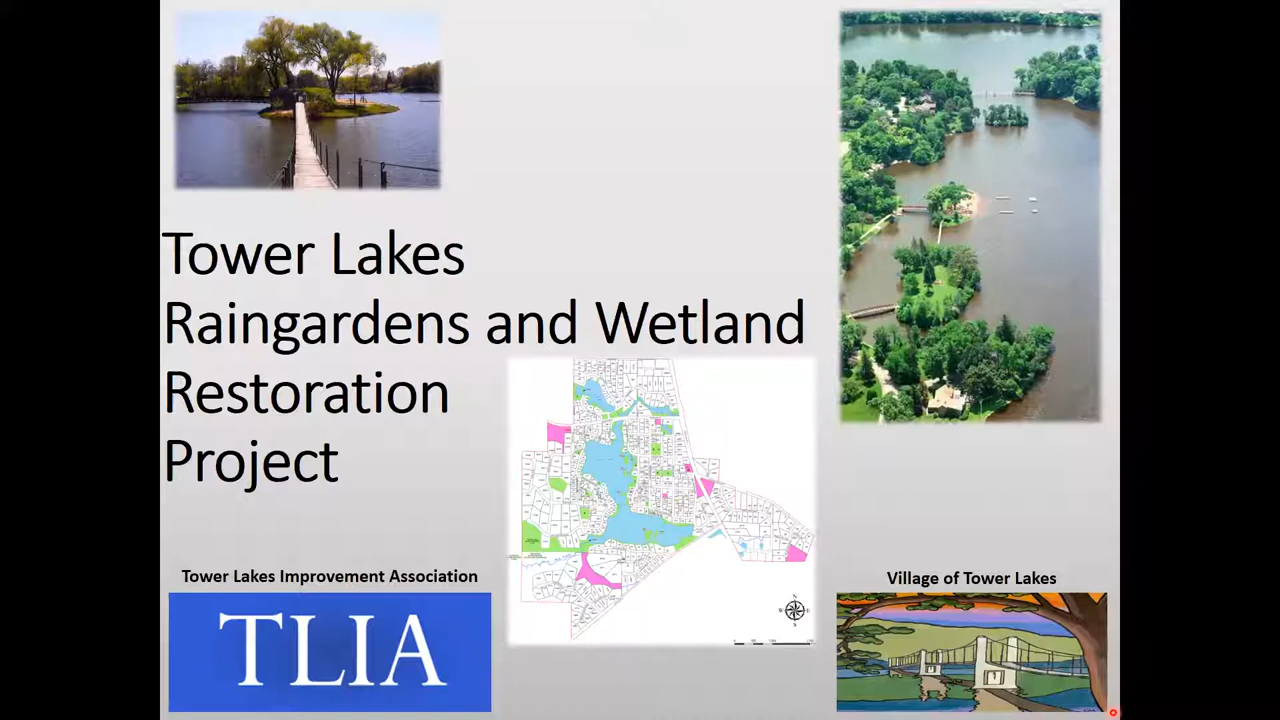 Tower Lakes
Raingardens and Wetland
Restoration
Project
Tower Lakes Improvement Association
TLIA
Village of Tower Lakes
N
W
E
S